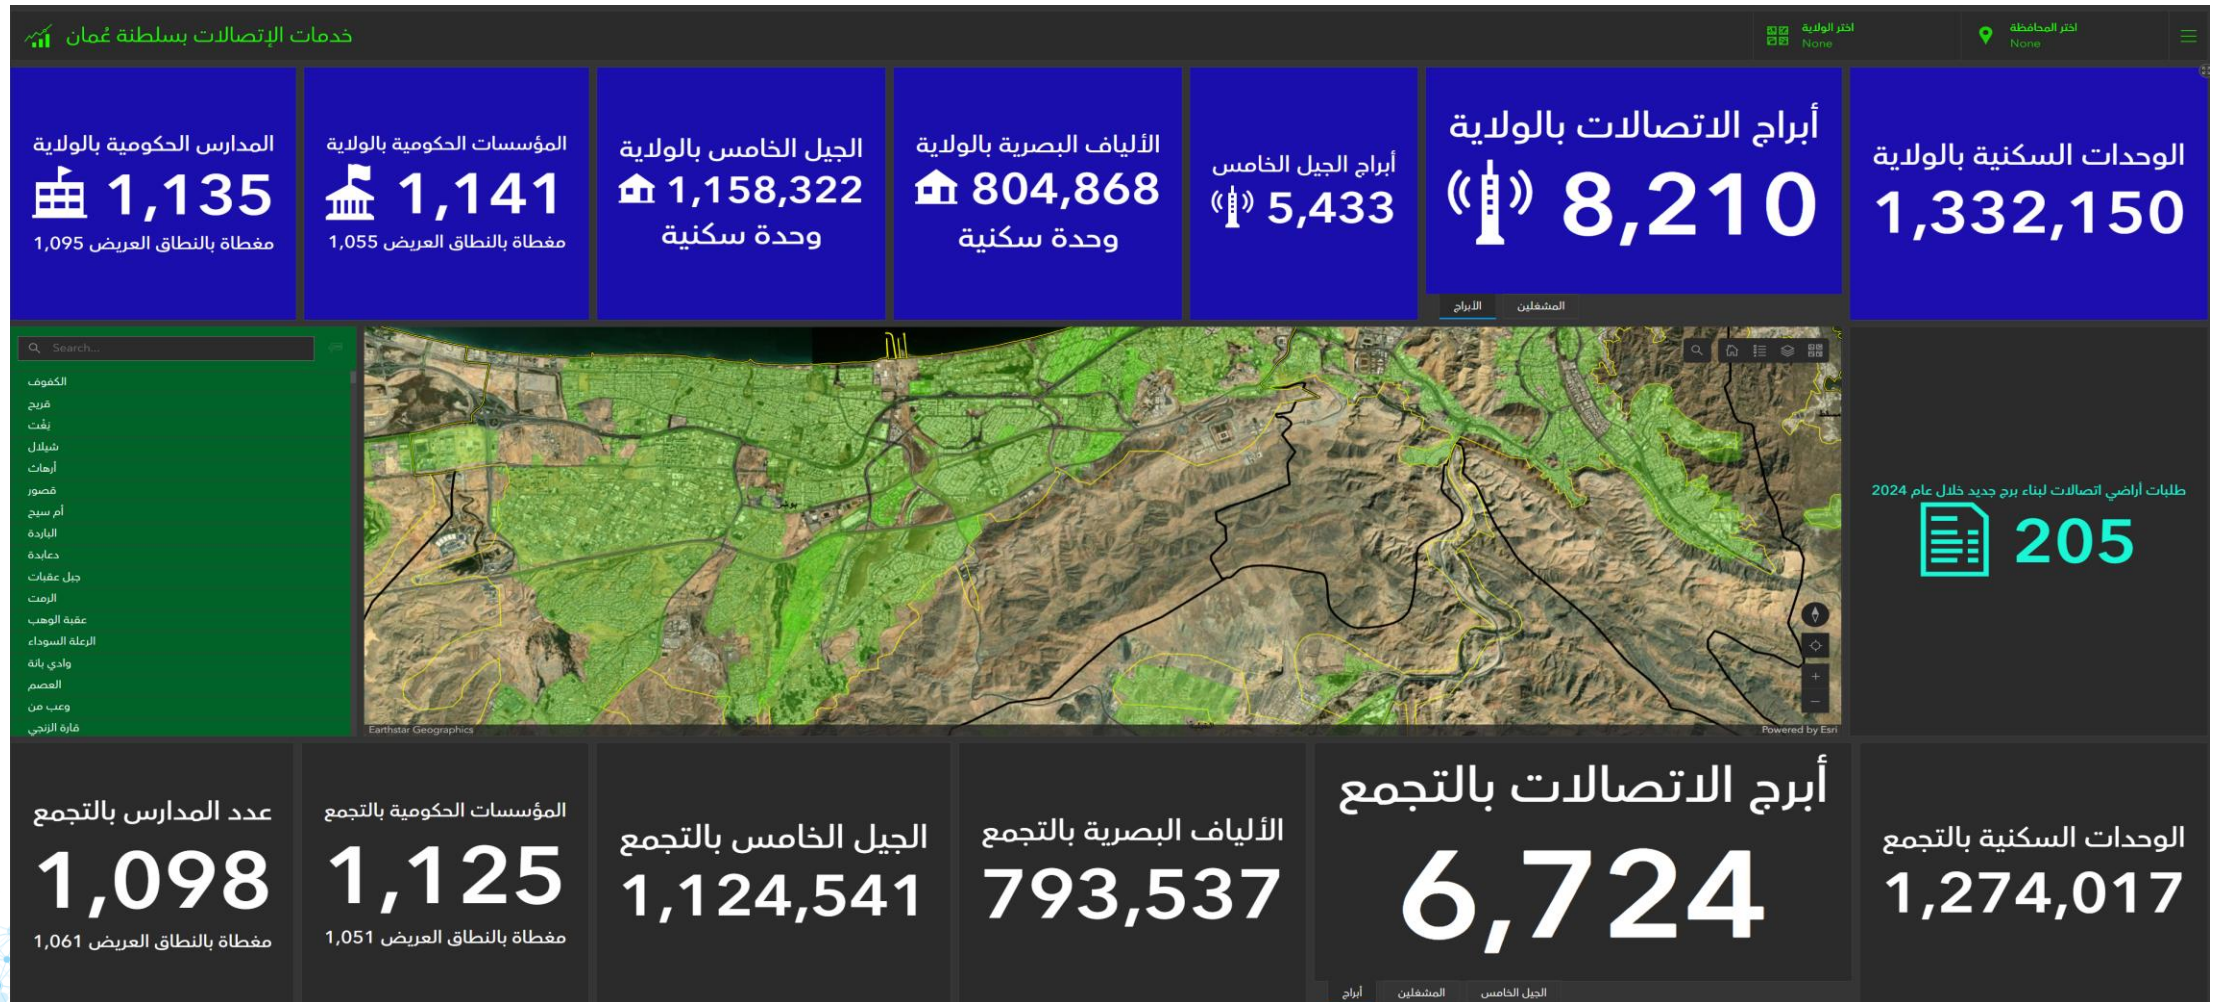 خدمات الإتصالات بسلطنة عُمان
اختر الولاية
None
اختر المحافظة
None
المدارس الحكومية بالولاية
1,135
مغطاة بالنطاق العريض 1,095
المؤسسات الحكومية بالولاية
1,141
مغطاة بالنطاق العريض 1,055
الجيل الخامس بالولاية
1,158,322
وحدة سكنية
الألياف البصرية بالولاية
804,868
وحدة سكنية
أبراج الجيل الخامس
5,433
أبراج الاتصالات بالولاية
8,210
الأبراج
المشغلين
الوحدات السكنية بالولاية
1,332,150
Search...
الكفوف
قريح
شيلال
أرهات
قصور
أم سيح
الباردة
دعابدة
جبل عقبات
الرمت
عقبة الوهب
الرعلة السوداء
وادي بانة
العصم
وعب من
قارة الزنجي
بوشر
Earthstar Geographics
Powered by Esri
طلبات أراضي اتصالات لبناء برج جديد خلال عام 2024
205
عدد المدارس بالتجمع
1,098
مغطاة بالنطاق العريض 1,061
المؤسسات الحكومية بالتجمع
1,125
مغطاة بالنطاق العريض 1,051
الجيل الخامس بالتجمع
1,124,541
الألياف البصرية بالتجمع
793,537
أبرج الاتصالات بالتجمع
6,724
أبراج
المشغلين
الجيل الخامس
الوحدات السكنية بالتجمع
1,274,017